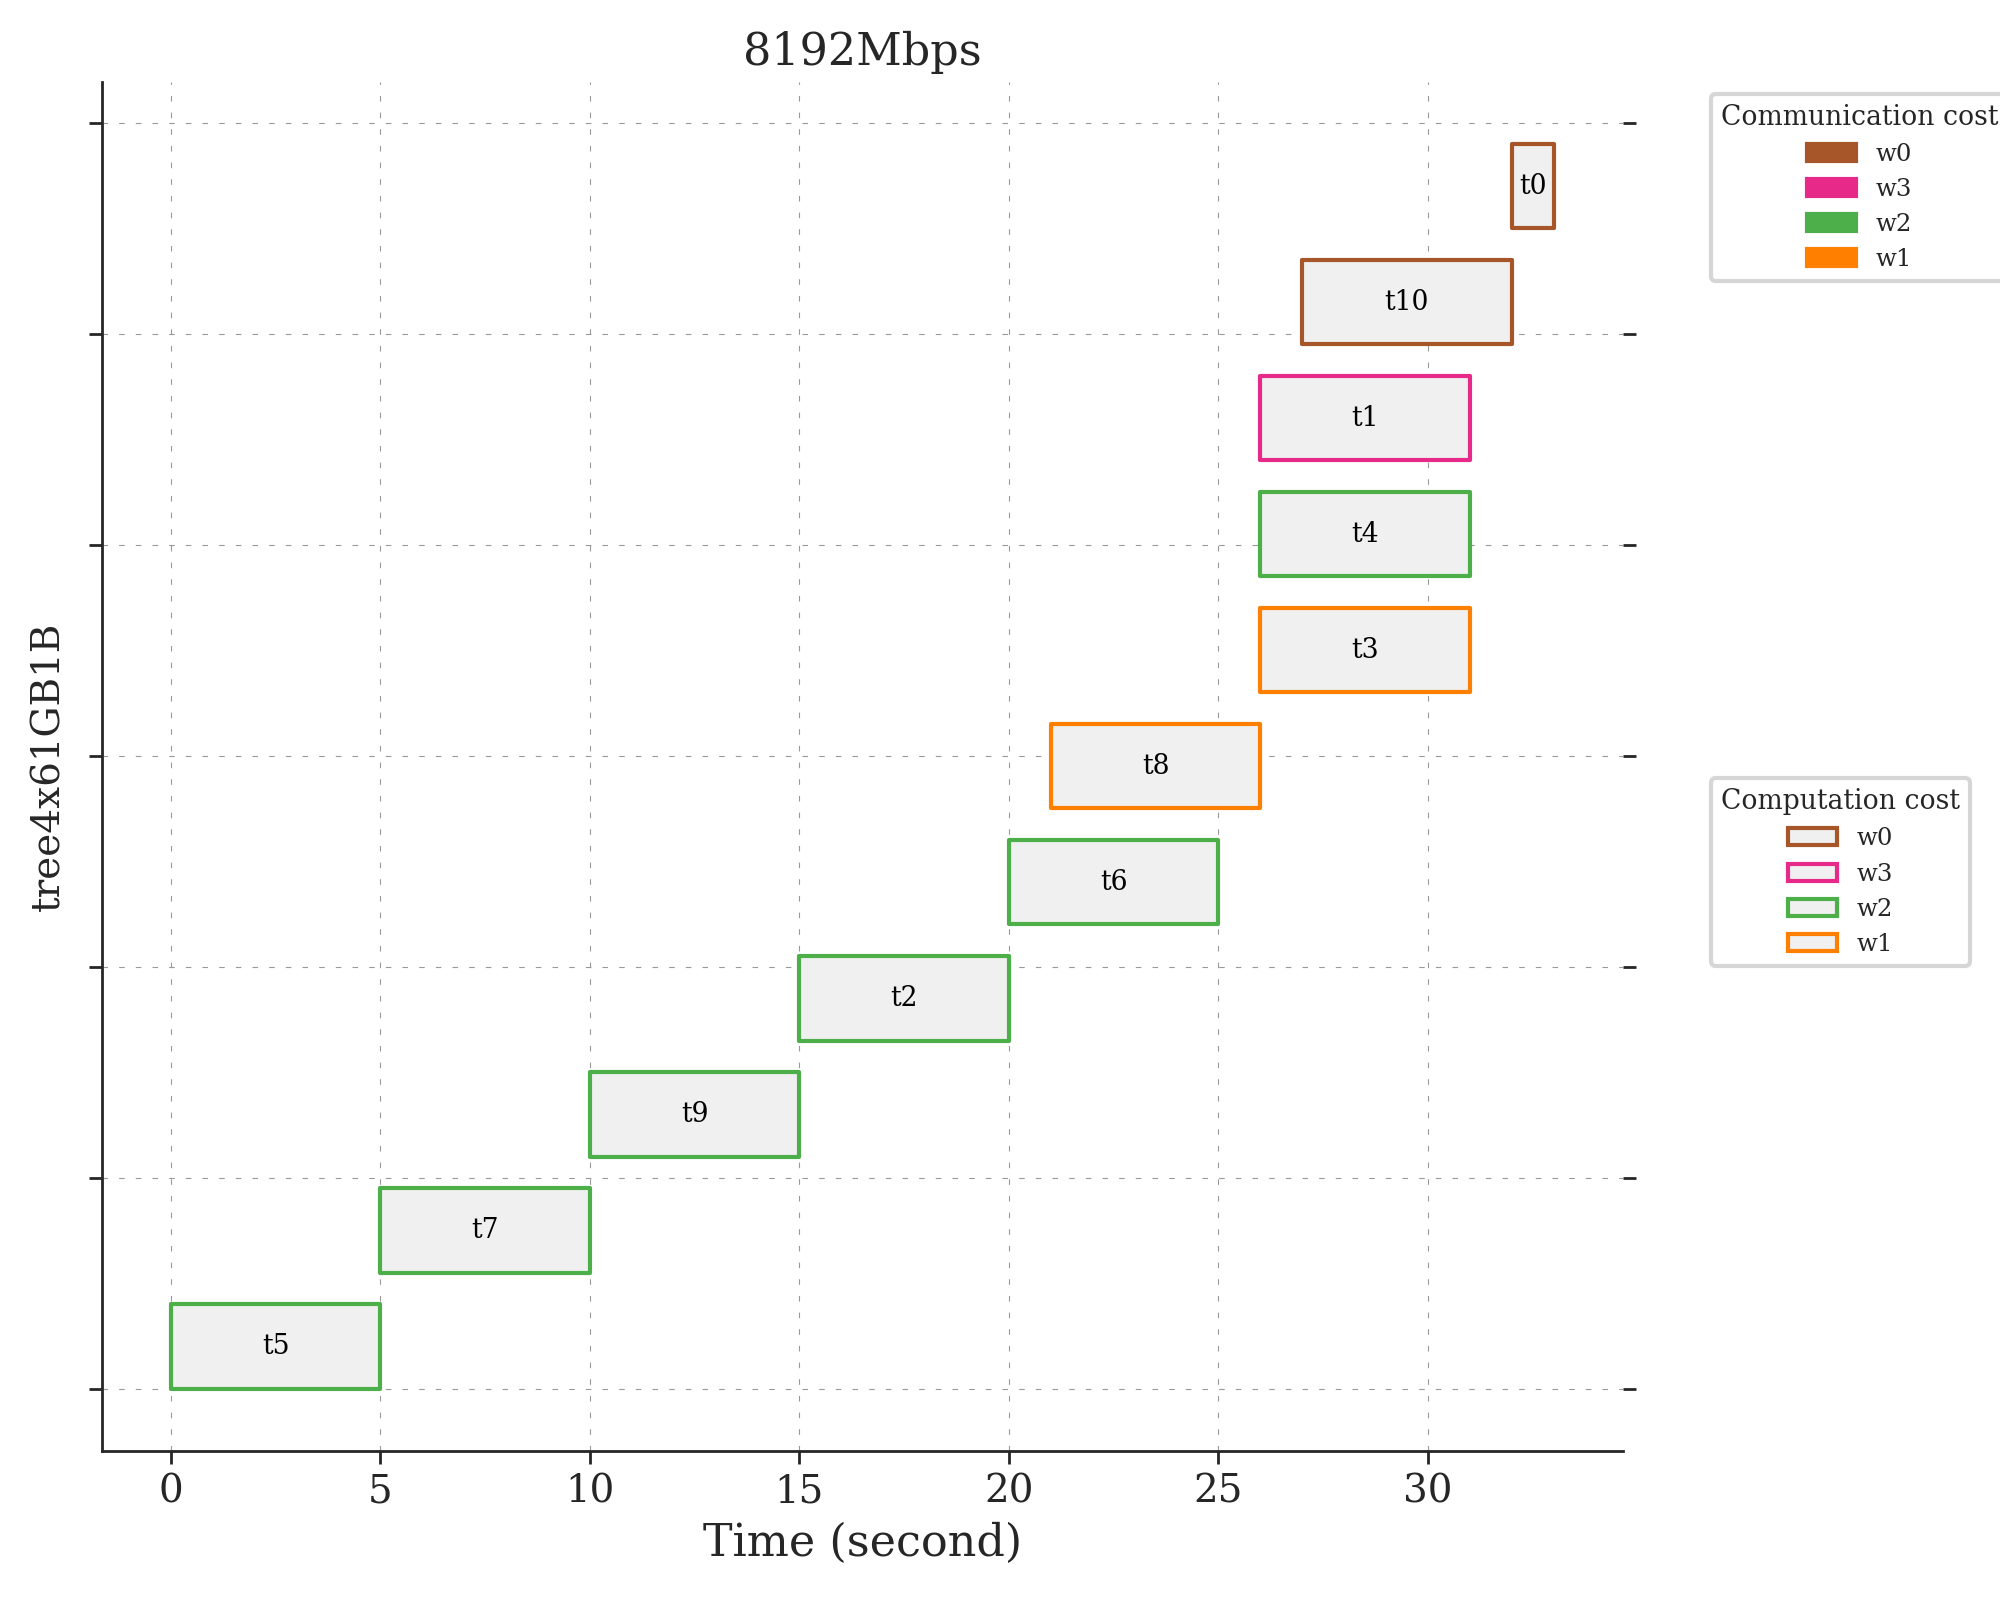 8192Mbps
Communication cost
w0
w3
w2
w1
t0
t10
t1
t4
t3
t8
t6
t2
t9
t7
t5
tree4x61GB1B
Computation cost
w0
w3
w2
w1
0 5 10 15 20 25 30
Time (second)